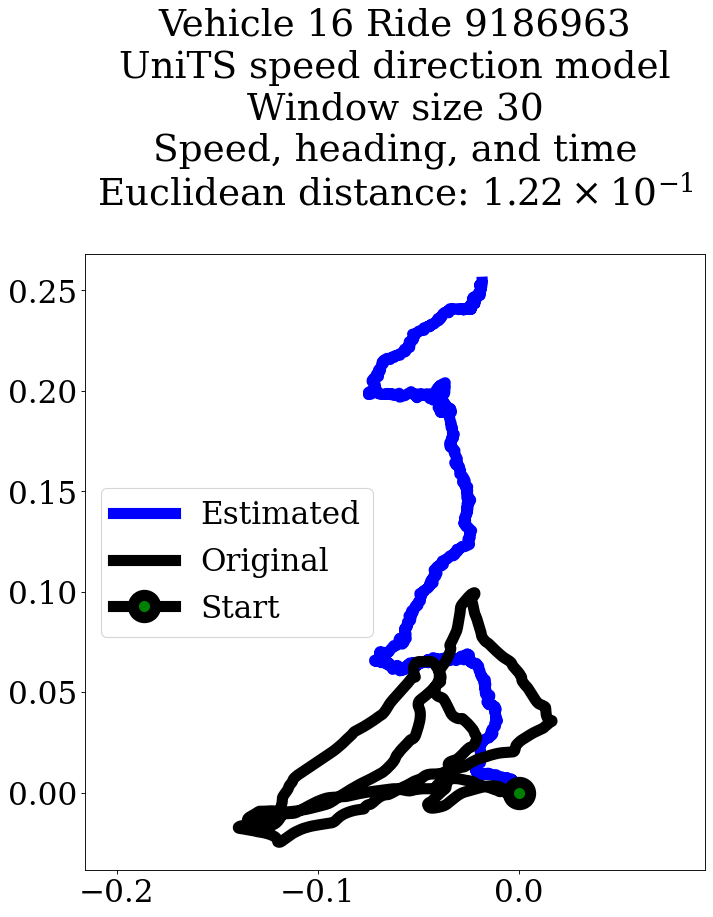 Vehicle 16 Ride 9186963
UniTS speed direction model
Window size 30
Speed, heading, and time
Euclidean distance: 1.22 × 10⁻¹
0.25
0.20
0.15
0.10
0.05
0.00
Estimated
Original
Start
−0.2
−0.1
0.0